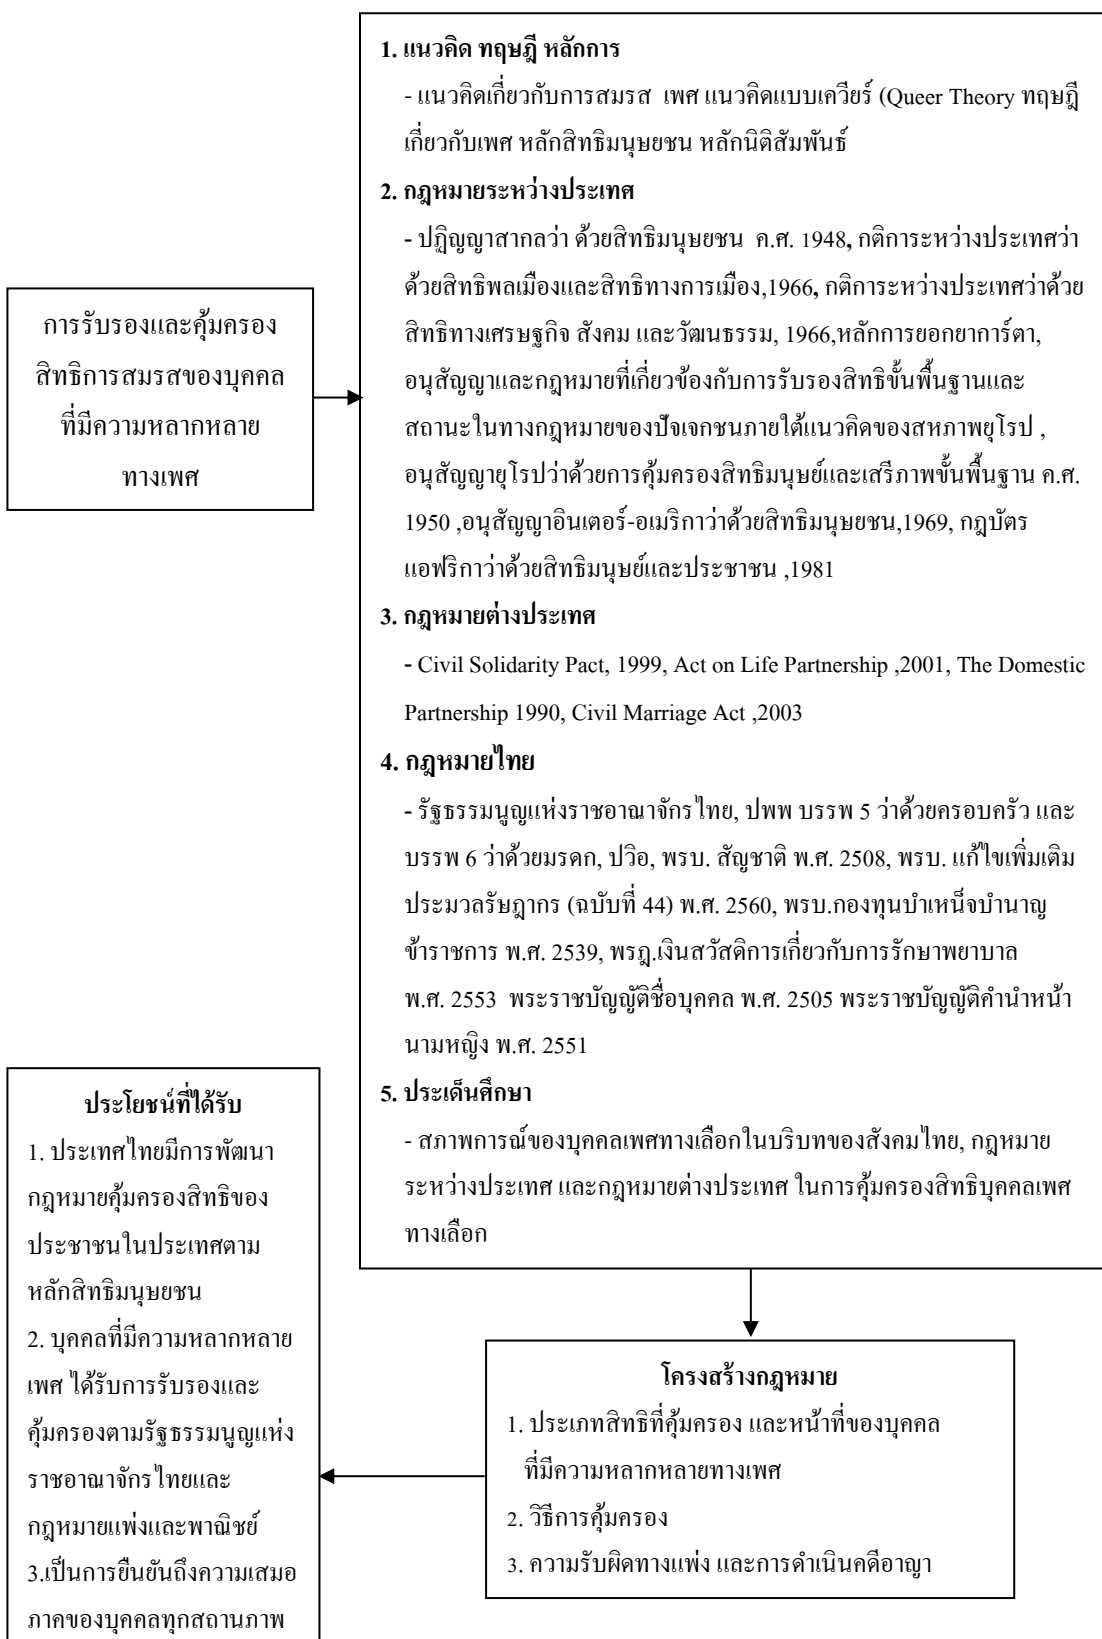 การรับรองและคุ้มครอง
สิทธิการสมรสของบุคคล
ที่มีความหลากหลาย
ทางเพศ
1. แนวคิด ทฤษฎี หลักการ
- แนวคิดเกี่ยวกับการสมรส เพศ แนวคิดแบบเควียร์ (Queer Theory ทฤษฎี
เกี่ยวกับเพศ หลักสิทธิมนุษยชน หลักนิติสัมพันธ์
2. กฎหมายระหว่างประเทศ
- ปฏิญญาสากลว่า ด้วยสิทธิมนุษยชน ค.ศ. 1948, กติการะหว่างประเทศว่า
ด้วยสิทธิพลเมืองและสิทธิทางการเมือง,1966, กติการะหว่างประเทศว่าด้วย
สิทธิทางเศรษฐกิจ สังคม และวัฒนธรรม, 1966,หลักการยอกยาการ์ตา,
อนุสัญญาและกฎหมายที่เกี่ยวข้องกับการรับรองสิทธิขั้นพื้นฐานและ
สถานะในทางกฎหมายของปัจเจกชนภายใต้แนวคิดของสหภาพยุโรป ,
อนุสัญญายุโรปว่าด้วยการคุ้มครองสิทธิมนุษย์และเสรีภาพขั้นพื้นฐาน ค.ศ.
1950 ,อนุสัญญาอินเตอร์-อเมริกาว่าด้วยสิทธิมนุษยชน,1969, กฎบัตร
แอฟริกาว่าด้วยสิทธิมนุษย์และประชาชน ,1981
3. กฎหมายต่างประเทศ
- Civil Solidarity Pact, 1999, Act on Life Partnership ,2001, The Domestic
Partnership 1990, Civil Marriage Act ,2003
4. กฎหมายไทย
- รัฐธรรมนูญแห่งราชอาณาจักรไทย, ปพพ บรรพ 5 ว่าด้วยครอบครัว และ
บรรพ 6 ว่าด้วยมรดก, ปวิอ, พรบ. สัญชาติ พ.ศ. 2508, พรบ. แก้ไขเพิ่มเติม
ประมวลรัษฎากร (ฉบับที่ 44) พ.ศ. 2560, พรบ.กองทุนบำเหน็จบำนาญ
ข้าราชการ พ.ศ. 2539, พรฎ.เงินสวัสดิการเกี่ยวกับการรักษาพยาบาล
พ.ศ. 2553 พระราชบัญญัติชื่อบุคคล พ.ศ. 2505 พระราชบัญญัติคำนำหน้า
นามหญิง พ.ศ. 2551
5. ประเด็นศึกษา
- สภาพการณ์ของบุคคลเพศทางเลือกในบริบทของสังคมไทย, กฎหมาย
ระหว่างประเทศ และกฎหมายต่างประเทศ ในการคุ้มครองสิทธิบุคคลเพศ
ทางเลือก
โครงสร้างกฎหมาย
1. ประเภทสิทธิที่คุ้มครอง และหน้าที่ของบุคคล
ที่มีความหลากหลายทางเพศ
2. วิธีการคุ้มครอง
3. ความรับผิดทางแพ่ง และการดำเนินคดีอาญา
ประโยชน์ที่ได้รับ
1. ประเทศไทยมีการพัฒนา
กฎหมายคุ้มครองสิทธิของ
ประชาชนในประเทศตาม
หลักสิทธิมนุษยชน
2. บุคคลที่มีความหลากหลาย
เพศ ได้รับการรับรองและ
คุ้มครองตามรัฐธรรมนูญแห่ง
ราชอาณาจักรไทยและ
กฎหมายแพ่งและพาณิชย์
3.เป็นการยืนยันถึงความเสมอ
ภาคของบุคคลทุกสถานภาพ